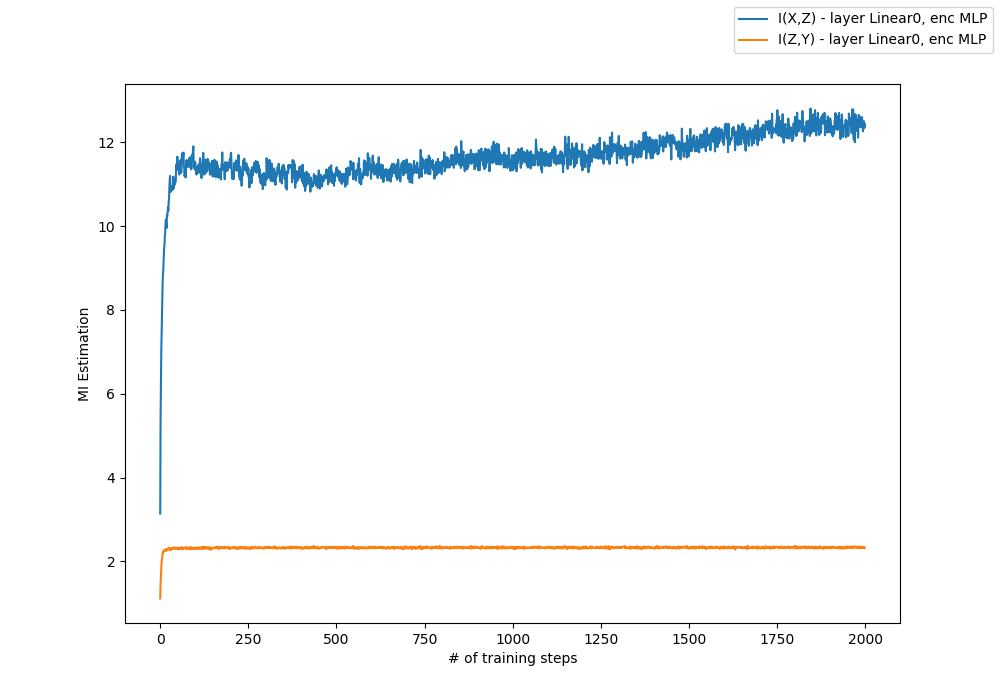 I(X,Z) - layer Linear0, enc MLP
I(Z,Y) - layer Linear0, enc MLP
12
10
8
6
4
2
MI Estimation
0 250 500 750 1000 1250 1500 1750 2000
# of training steps